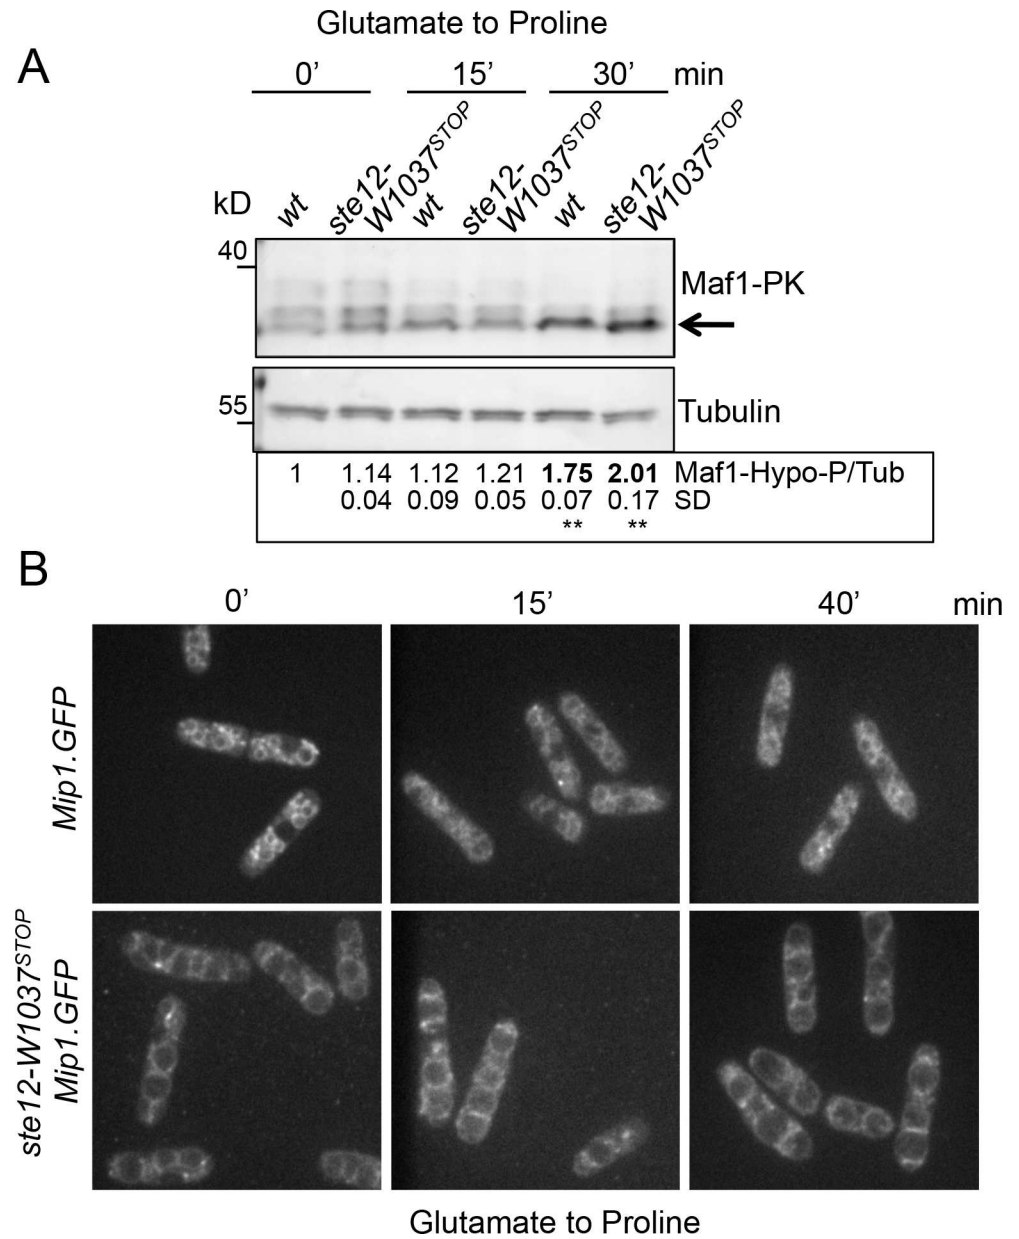 Glutamate to Proline
A
0’ 15’ 30’ min
kD
wt
ste12-
W1037STOP
wt
ste12-
W1037STOP
wt
ste12-
W1037STOP
40
Maf1-PK
55
Tubulin
1 1.14 1.12 1.21 1.75 2.01 Maf1-Hypo-P/Tub
0.04 0.09 0.05 0.07 0.17 SD
** **
B
0’ 15’ 40’ min
Mip1.GFP
ste12-W1037STOP
Mip1.GFP
Glutamate to Proline